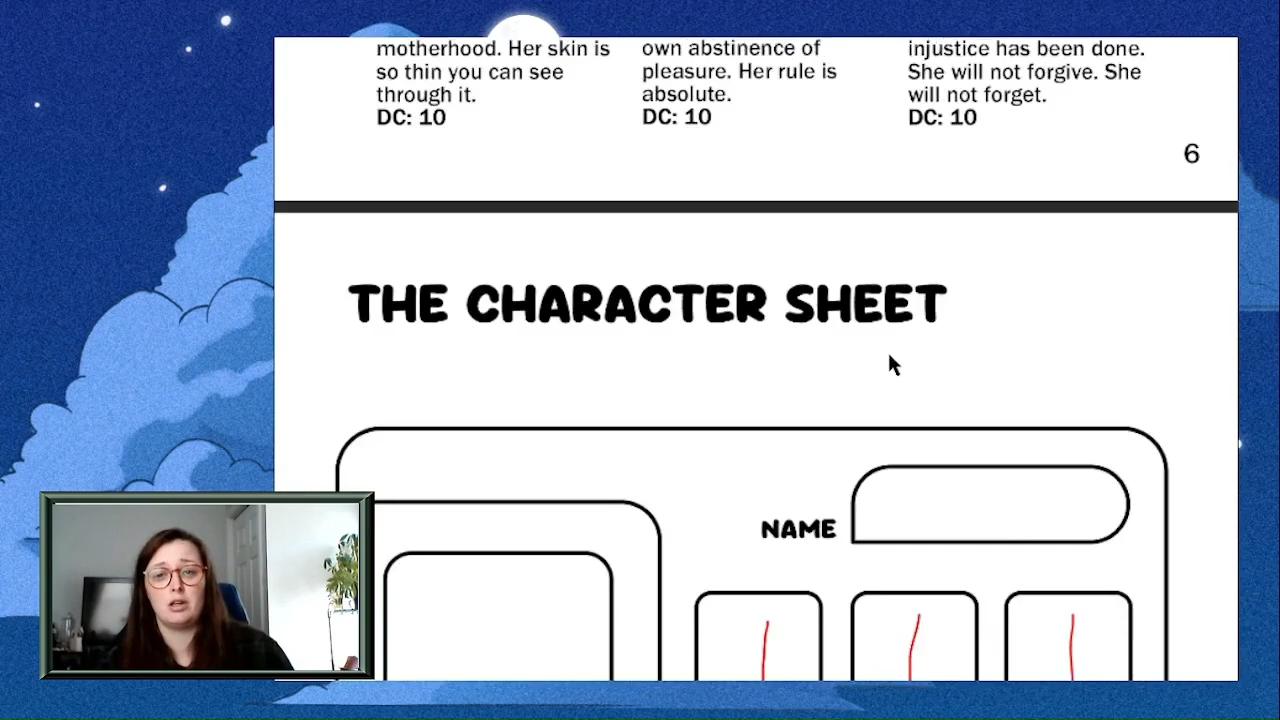 motherhood. Her skin is
so thin you can see
through it.
DC: 10
own abstinence of
pleasure. Her rule is
absolute.
DC: 10
injustice has been done.
She will not forgive. She
will not forget.
DC: 10
6
THE CHARACTER SHEET
NAME